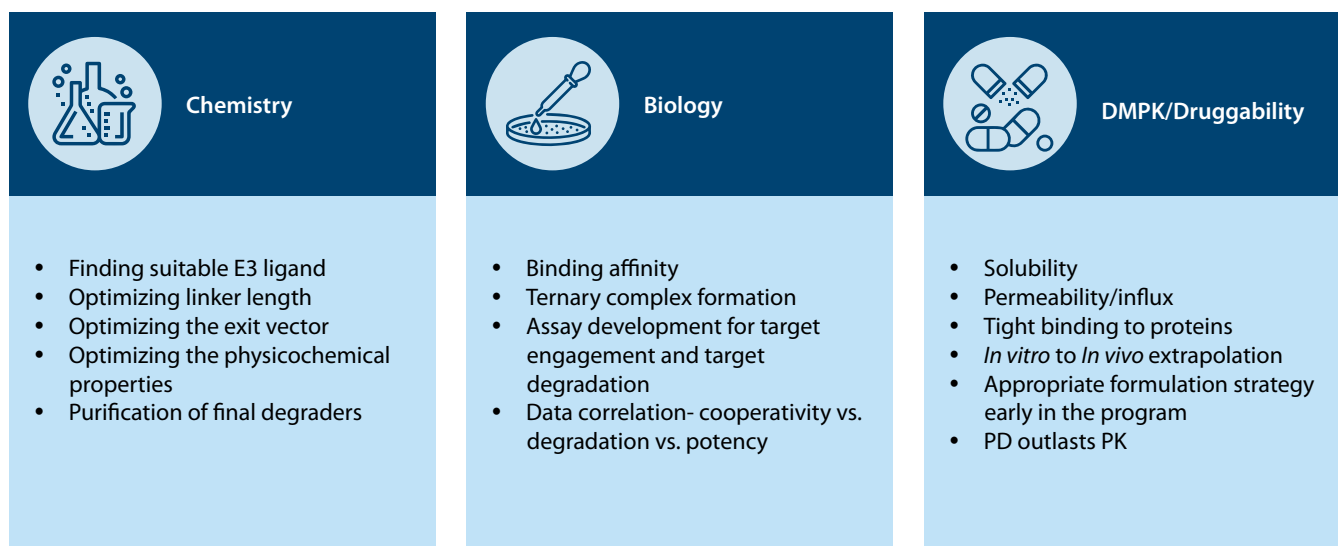 Chemistry
• Finding suitable E3 ligand
• Optimizing linker length
• Optimizing the exit vector
• Optimizing the physicochemical
properties
• Purification of final degraders
Biology
• Binding affinity
• Ternary complex formation
• Assay development for target
engagement and target
degradation
• Data correlation- cooperativity vs.
degradation vs. potency
DMPK/Druggability
• Solubility
• Permeability/influx
• Tight binding to proteins
• In vitro to In vivo extrapolation
• Appropriate formulation strategy
early in the program
• PD outlasts PK